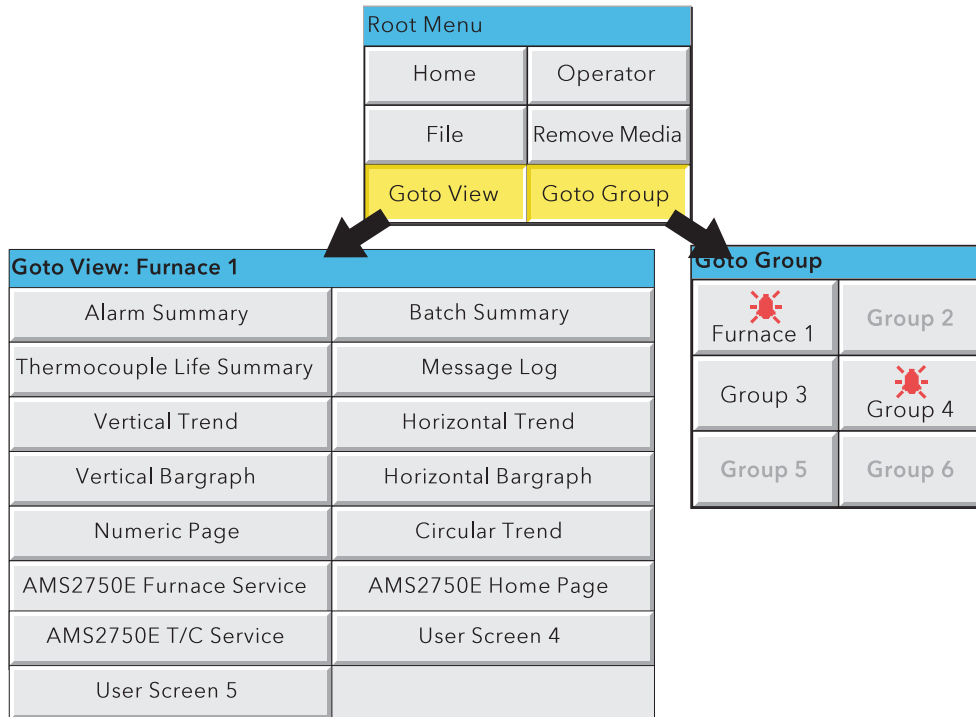 Root Menu
Home
Operator
File
Remove Media
Goto View
Goto Group
Goto View: Furnace 1
Alarm Summary
Batch Summary
Thermocouple Life Summary
Message Log
Vertical Trend
Horizontal Trend
Vertical Bargraph
Horizontal Bargraph
Numeric Page
Circular Trend
AMS2750E Furnace Service
AMS2750E Home Page
AMS2750E T/C Service
User Screen 4
User Screen 5
Goto Group
Furnace 1
Group 2
Group 3
Group 4
Group 5
Group 6